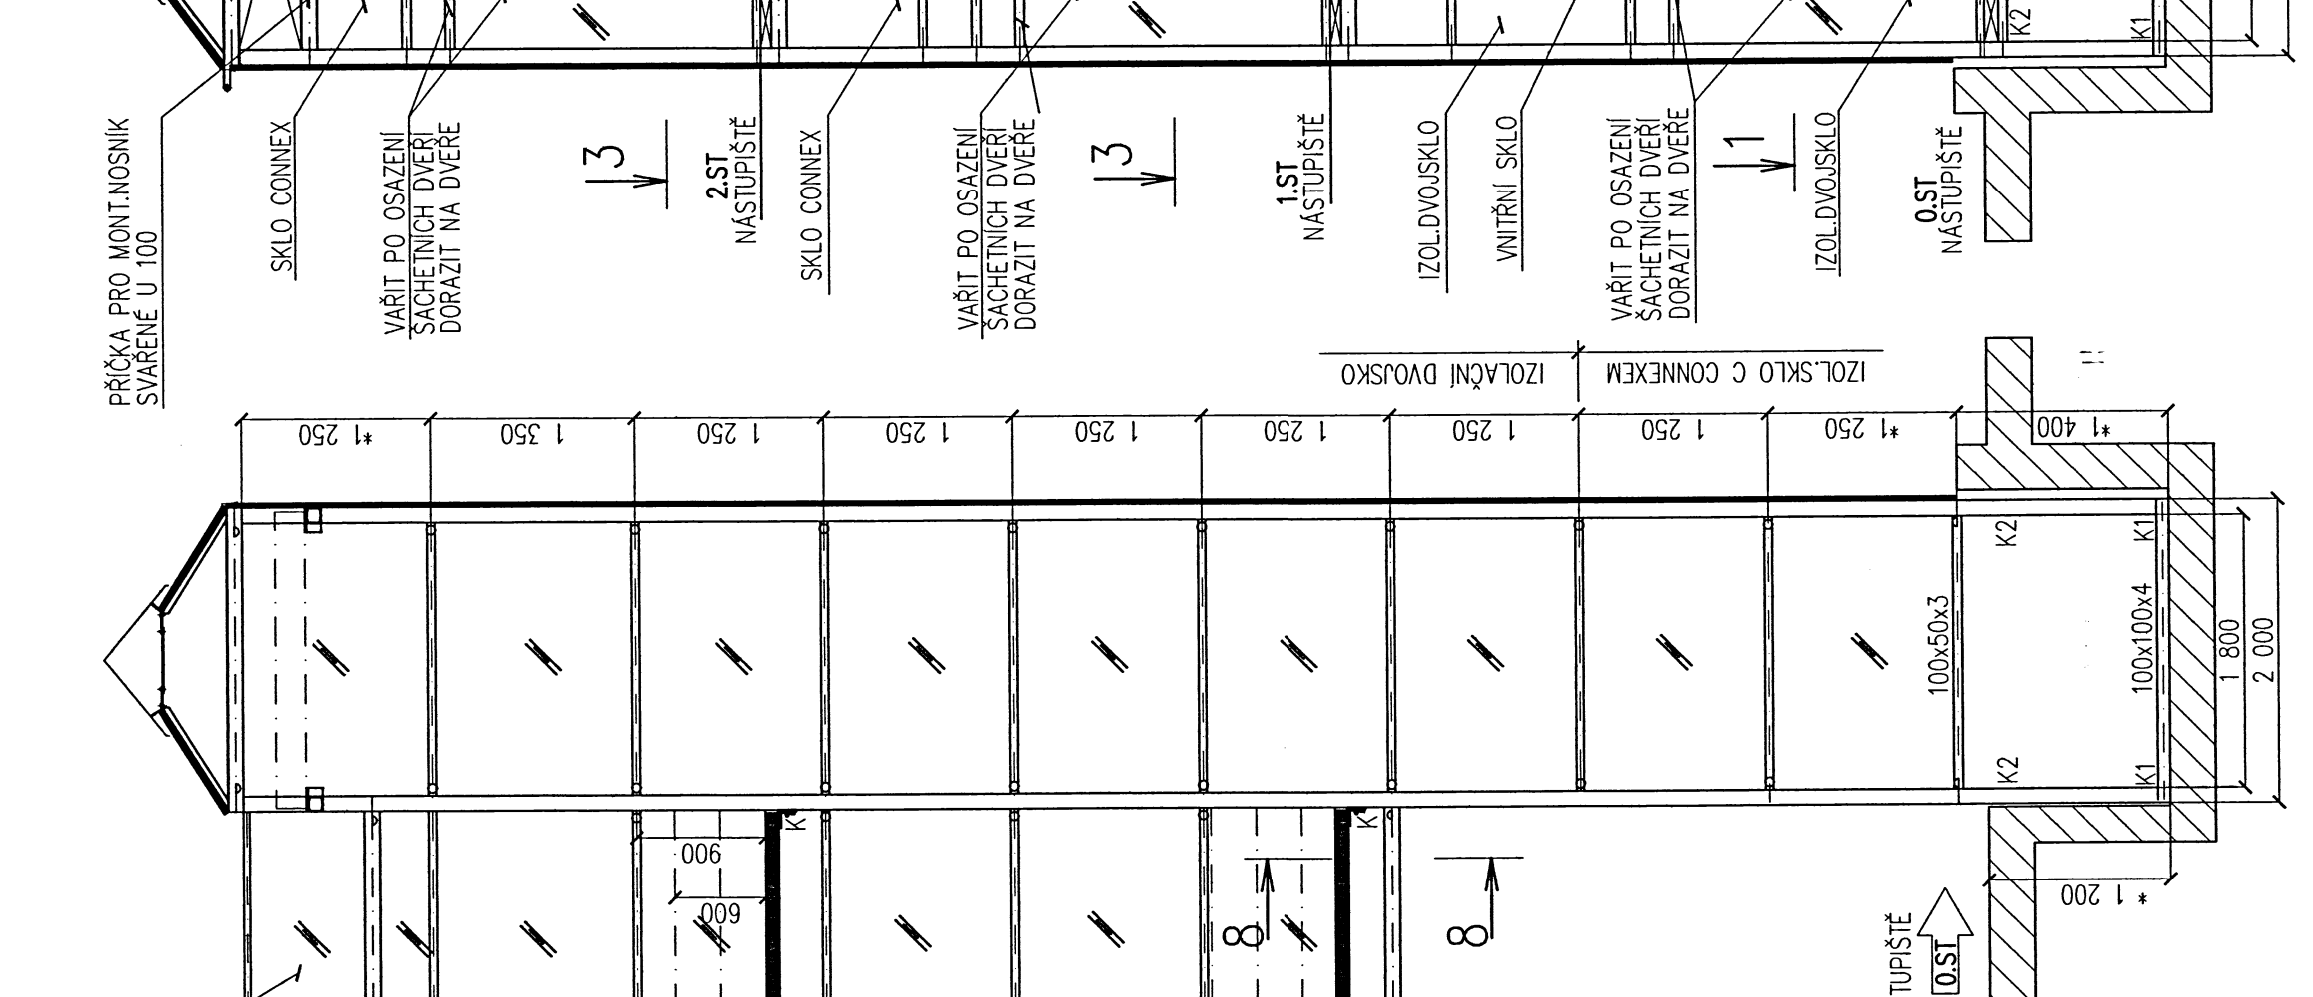 K2
K1
PŘÍČKA PRO MONT.NOSNÍK
SVAŘENÉ U 100
SKLO CONNEX
VAŘIT PO OSAZENÍ
ŠACHETNÍCH DVEŘÍ
DORAZIT NA DVEŘE
3
2.ST
NÁSTUPIŠTĚ
SKLO CONNEX
VAŘIT PO OSAZENÍ
ŠACHETNÍCH DVEŘÍ
DORAZIT NA DVEŘE
3
1.ST
NÁSTUPIŠTĚ
IZOL.DVOJSKLO
VNITŘNÍ SKLO
VAŘIT PO OSAZENÍ
ŠACHETNÍCH DVEŘÍ
DORAZIT NA DVEŘE
1
IZOL.DVOJSKLO
0.ST
NÁSTUPIŠTĚ
IZOLAČNÍ DVOJSKO
IZOL.SKLO C CONNEXEM
*1 250
1 350
1 250
1 250
1 250
1 250
1 250
1 250
*1 250
*1 400
K2
K1
100x50x3
100x100x4
1 800
2 000
K2
K1
K
K
900
600
8
8
* 1 200
TUPIŠTĚ
0.ST